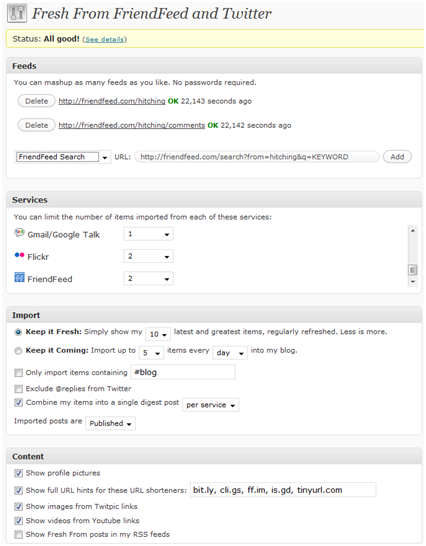 Fresh From FriendFeed and Twitter
Status: All good! (See details)
Feeds
You can mashup as many feeds as you like. No passwords required.
Delete http://friendfeed.com/hitching OK 22,143 seconds ago
Delete http://friendfeed.com/hitching/comments OK 22,142 seconds ago
FriendFeed Search URL: http://friendfeed.com/search?from=hitching&q=KEYWORD Add
Services
You can limit the number of items imported from each of these services:
Gmail/Google Talk 1
Flickr 2
FriendFeed 2
Import
Keep it Fresh: Simply show my 10 latest and greatest items, regularly refreshed. Less is more.
Keep it Coming: Import up to 5 items every day into my blog.
Only import items containing #blog
Exclude @replies from Twitter
Combine my items into a single digest post per service
Imported posts are Published
Content
Show profile pictures
Show full URL hints for these URL shorteners: bit.ly, cli.gs, ff.im, is.gd, tinyurl.com
Show images from Twitpic links
Show videos from Youtube links
Show Fresh From posts in my RSS feeds